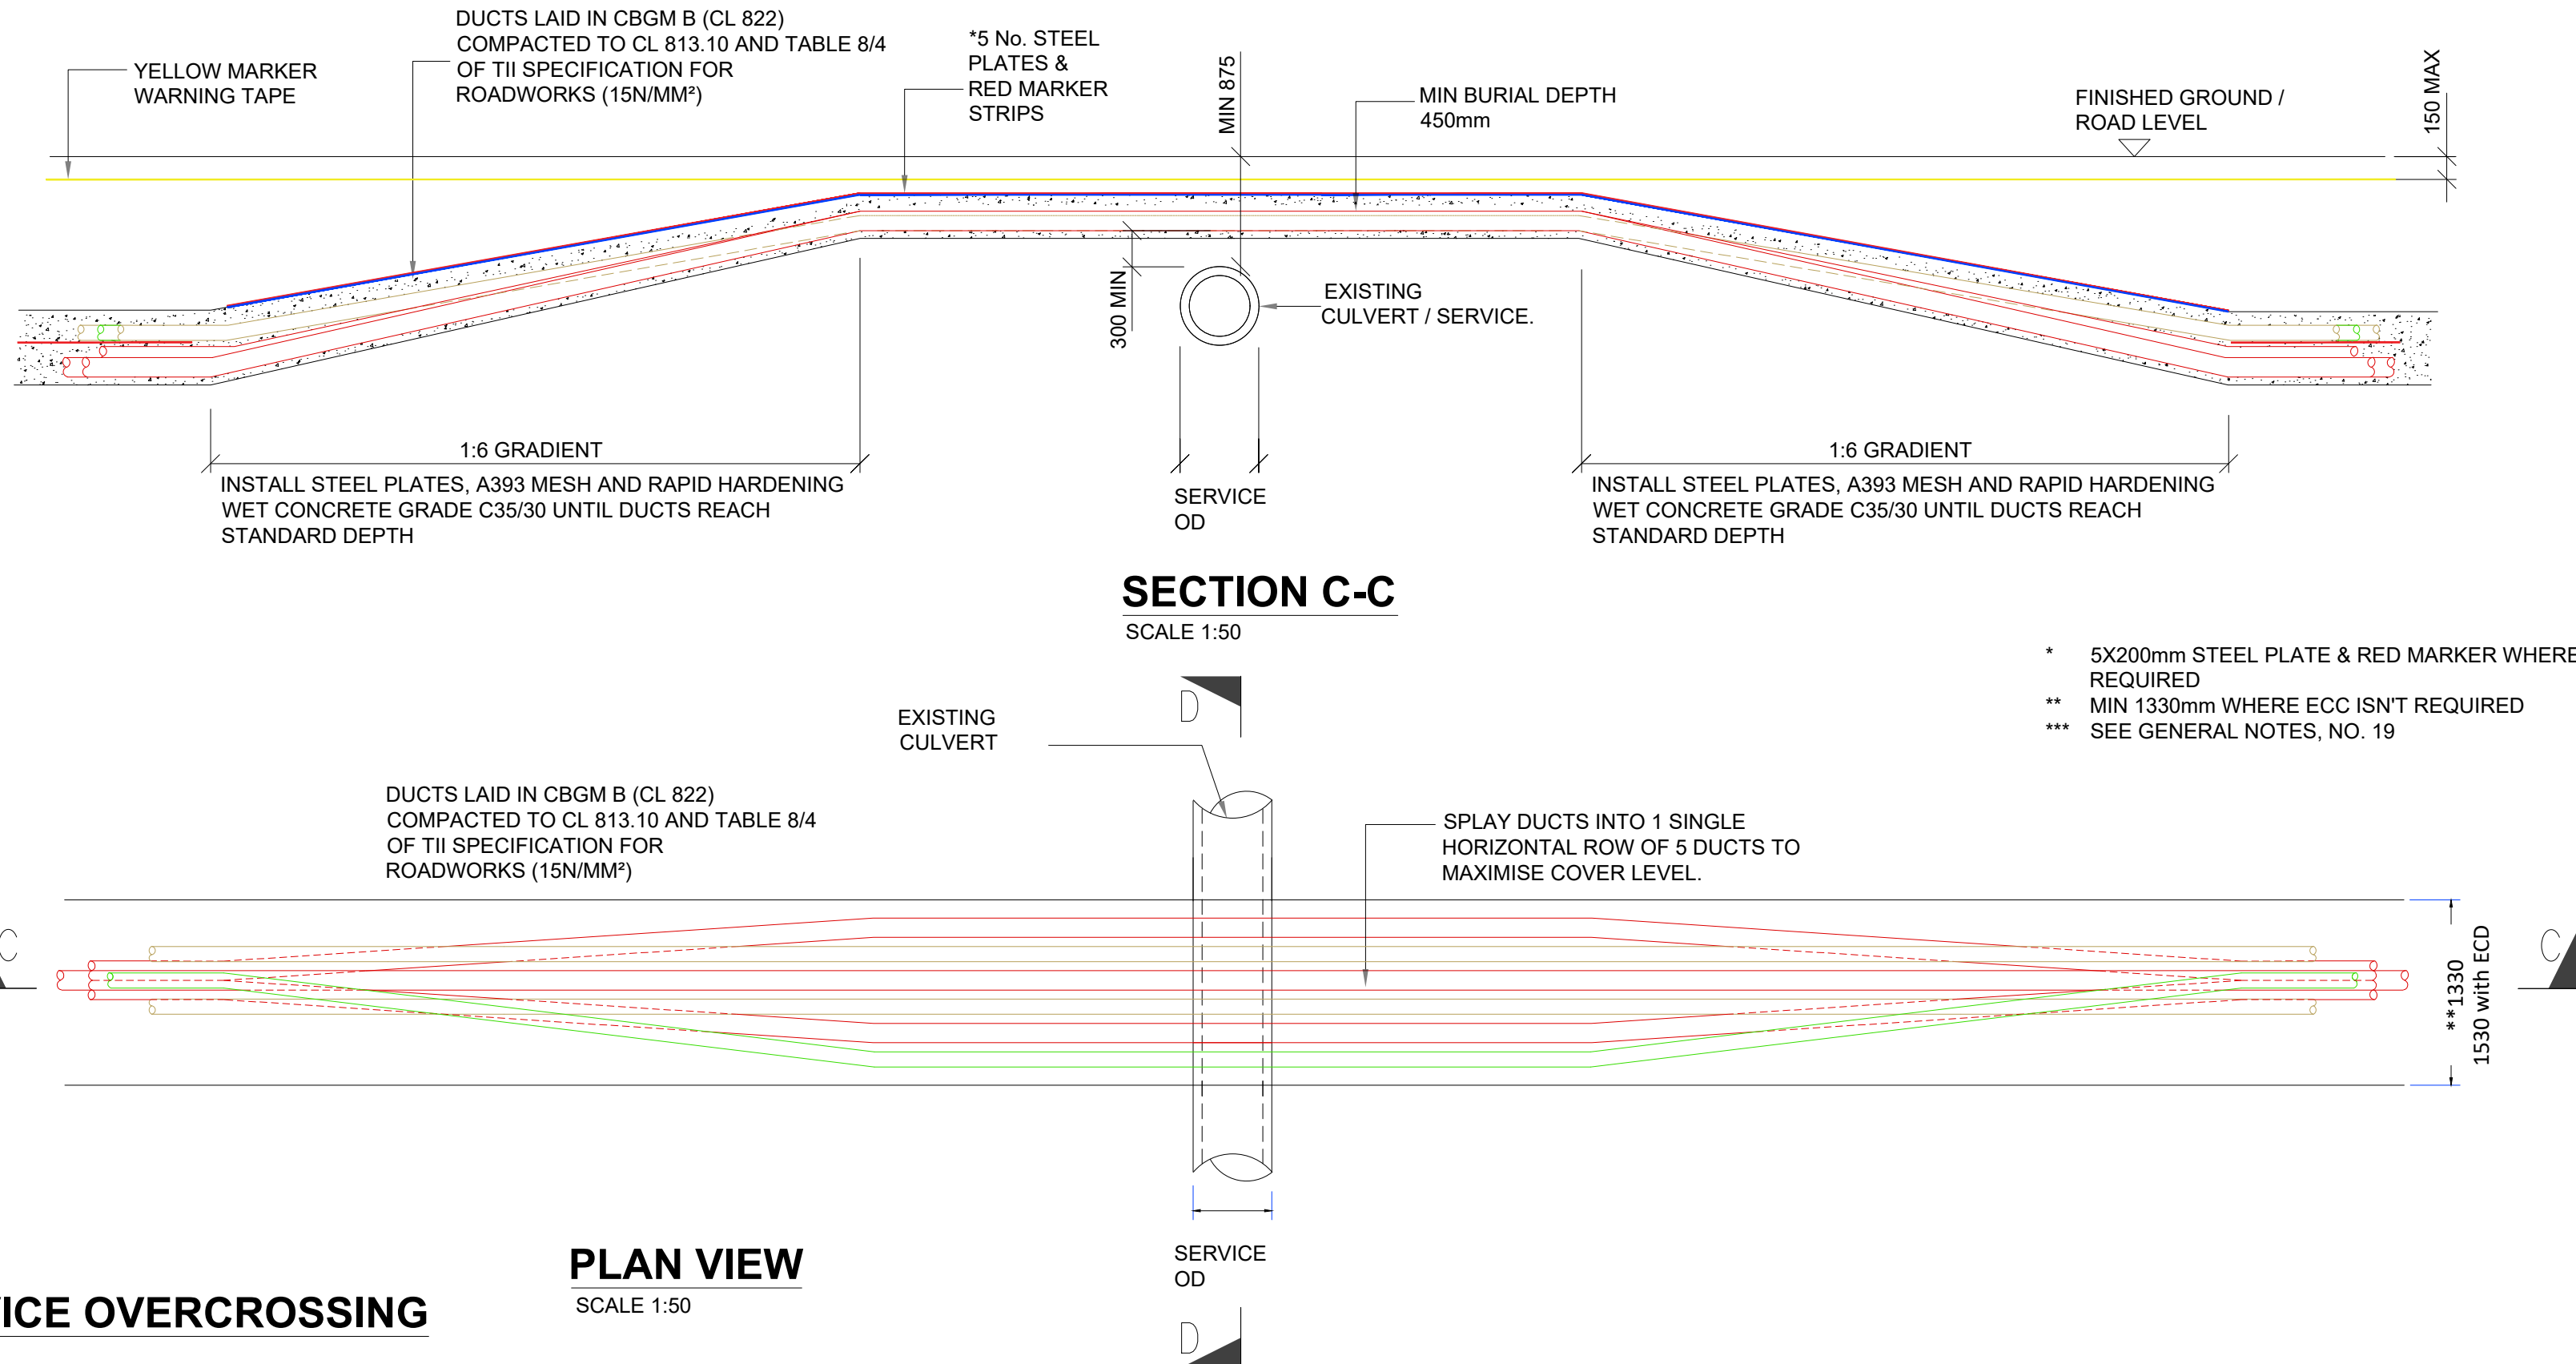 DUCTS LAID IN CBGM B (CL 822)
COMPACTED TO CL 813.10 AND TABLE 8/4
OF TII SPECIFICATION FOR
ROADWORKS (15N/MM²)
YELLOW MARKER
WARNING TAPE
*5 No. STEEL
PLATES &
RED MARKER
STRIPS
MIN 875
MIN BURIAL DEPTH
450mm
FINISHED GROUND /
ROAD LEVEL
150 MAX
300 MIN
EXISTING
CULVERT / SERVICE.
1:6 GRADIENT
INSTALL STEEL PLATES, A393 MESH AND RAPID HARDENING
WET CONCRETE GRADE C35/30 UNTIL DUCTS REACH
STANDARD DEPTH
SERVICE
OD
1:6 GRADIENT
INSTALL STEEL PLATES, A393 MESH AND RAPID HARDENING
WET CONCRETE GRADE C35/30 UNTIL DUCTS REACH
STANDARD DEPTH
SECTION C-C
SCALE 1:50
* 5X200mm STEEL PLATE & RED MARKER WHERE
REQUIRED
** MIN 1330mm WHERE ECC ISN'T REQUIRED
*** SEE GENERAL NOTES, NO. 19
D
EXISTING
CULVERT
DUCTS LAID IN CBGM B (CL 822)
COMPACTED TO CL 813.10 AND TABLE 8/4
OF TII SPECIFICATION FOR
ROADWORKS (15N/MM²)
SPLAY DUCTS INTO 1 SINGLE
HORIZONTAL ROW OF 5 DUCTS TO
MAXIMISE COVER LEVEL.
C
**1330
1530 with ECD
C
SERVICE
OD
PLAN VIEW
SCALE 1:50
ICE OVERCROSSING
D